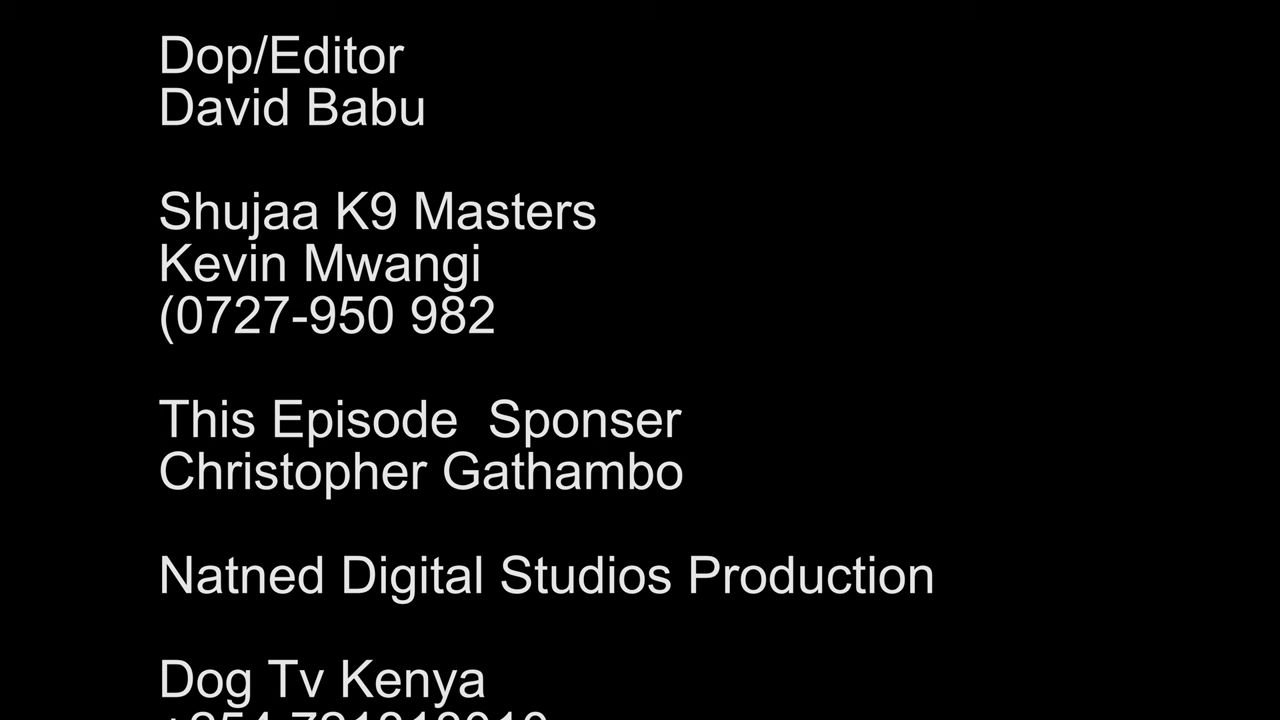 Dop/Editor
David Babu
Shujaa K9 Masters
Kevin Mwangi
(0727-950 982
This Episode  Sponser
Christopher Gathambo
Natned Digital Studios Production
Dog Tv Kenya